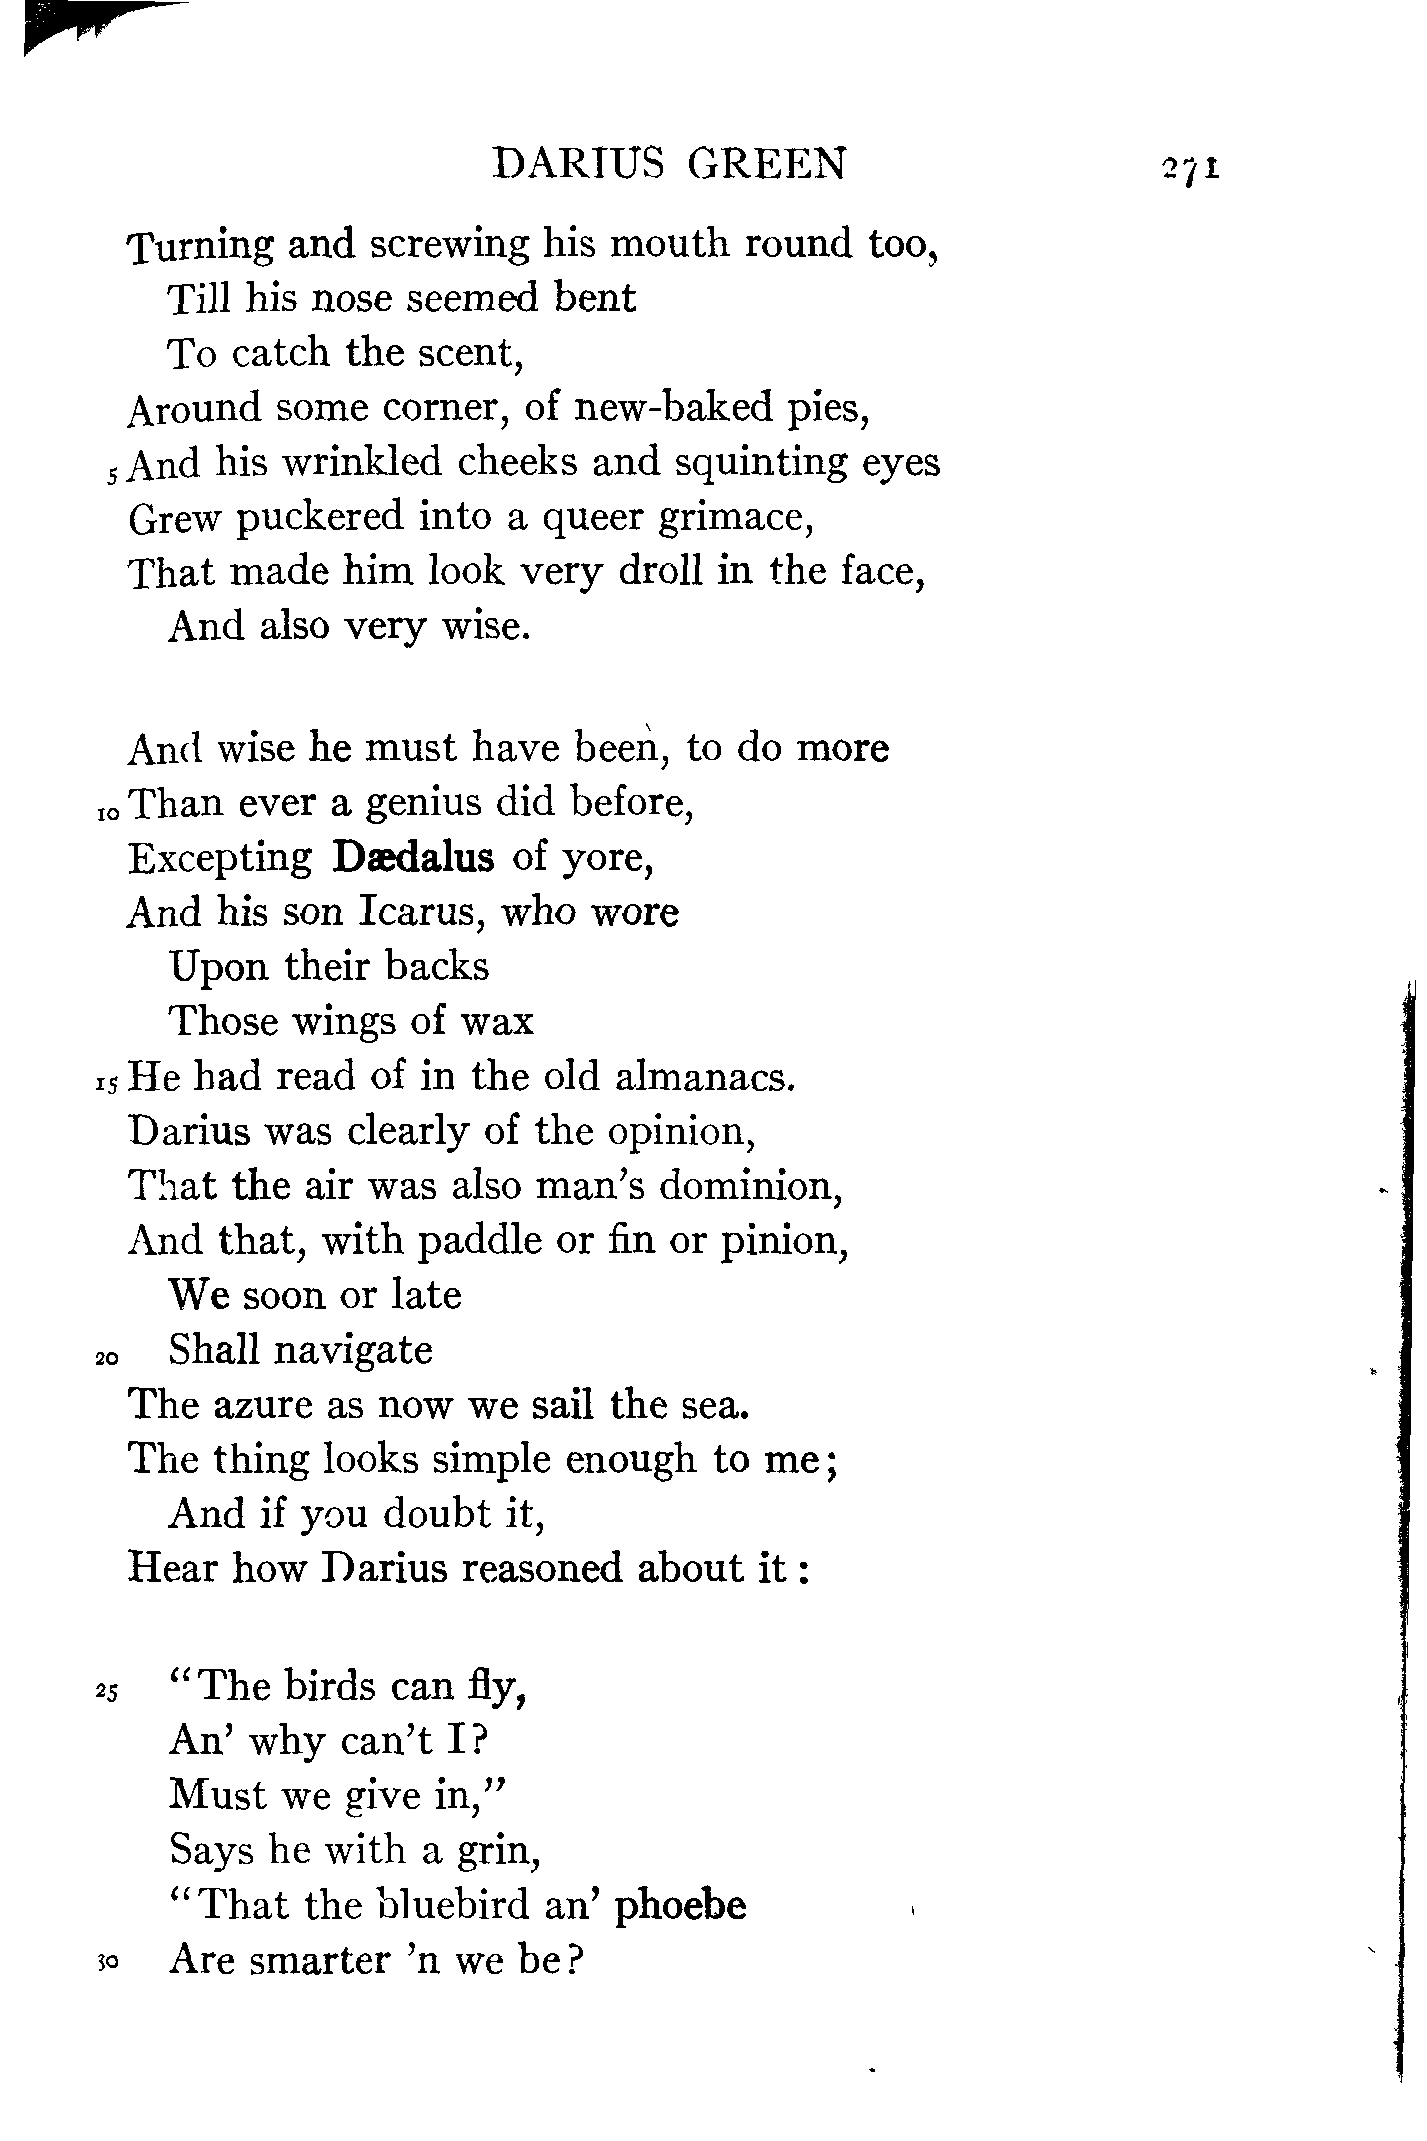 DARIUS GREEN 271
Turning and screwing his mouth round too,
Till his nose seemed bent
To catch the scent,
Around some corner, of new-baked pies,
5 And his wrinkled cheeks and squinting eyes
Grew puckered into a queer grimace,
That made him look very droll in the face,
And also very wise.

And wise he must have been, to do more
10 Than ever a genius did before,
Excepting Dædalus of yore,
And his son Icarus, who wore
Upon their backs
Those wings of wax
15 He had read of in the old almanacs.
Darius was clearly of the opinion,
That the air was also man's dominion,
And that, with paddle or fin or pinion,
We soon or late
20 Shall navigate
The azure as now we sail the sea.
The thing looks simple enough to me;
And if you doubt it,
Hear how Darius reasoned about it:

25 "The birds can fly,
An' why can't I?
Must we give in,"
Says he with a grin,
"That the bluebird an' phoebe
30 Are smarter 'n we be?